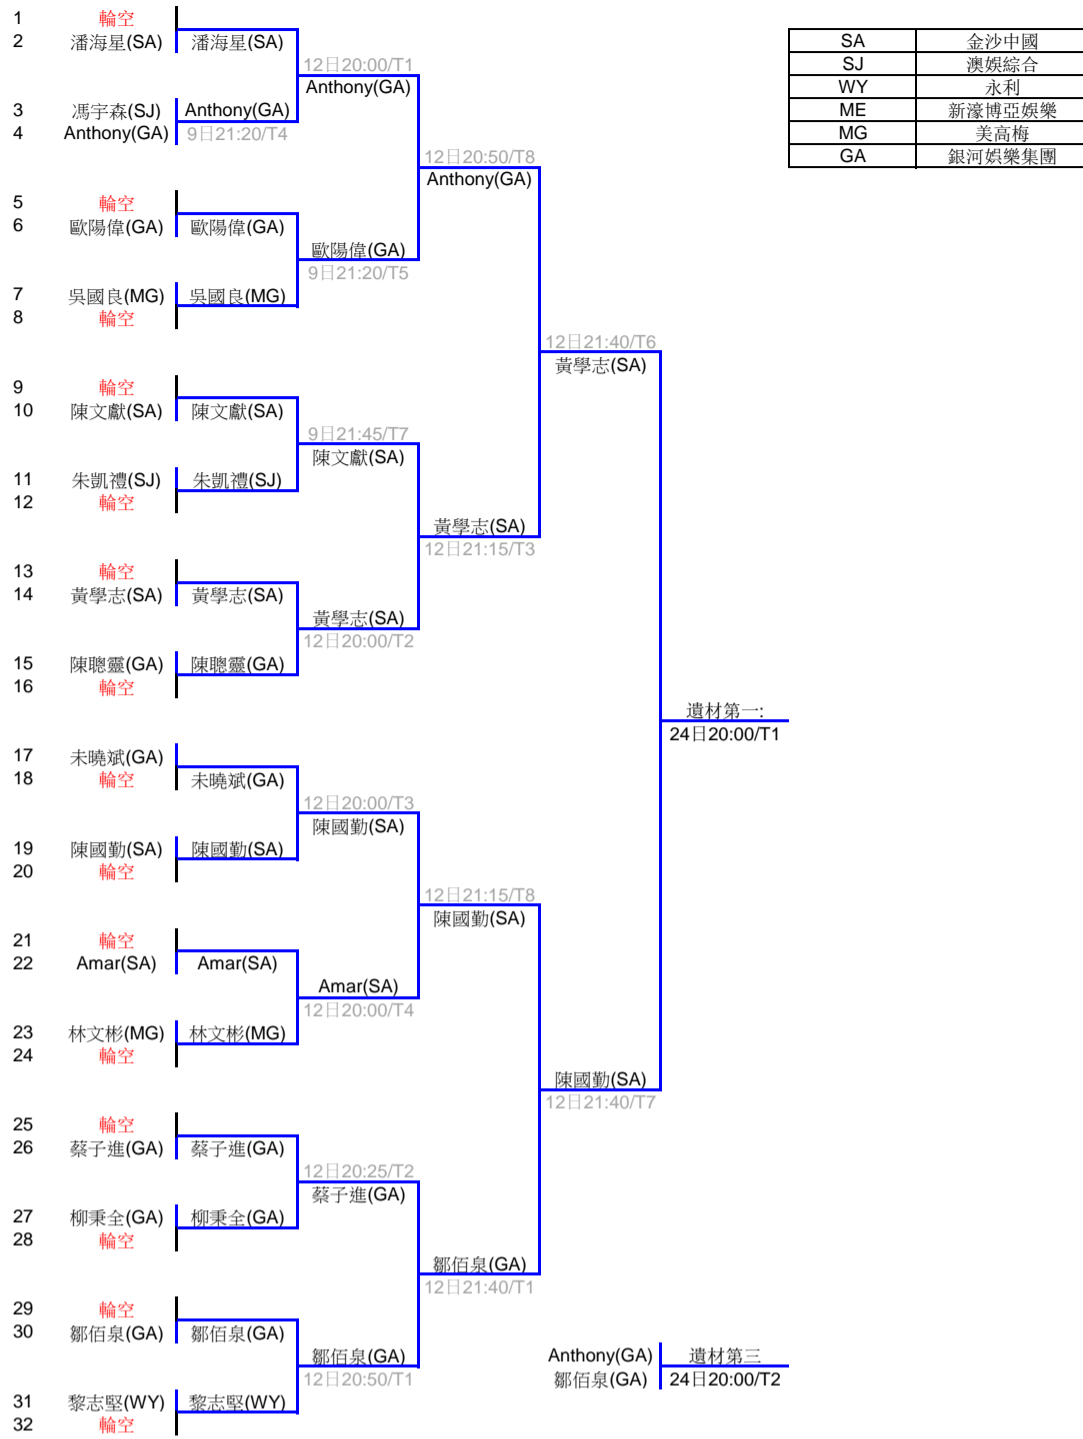 1 輪空
2 潘海星(SA) 潘海星(SA)
SA 金沙中國
12日20:00/T1
SJ 澳娛綜合
Anthony(GA)
WY 永利
3 馮宇森(SJ) Anthony(GA)
ME 新濠博亞娛樂
4 Anthony(GA) 9日21:20/T4
MG 美高梅
12日20:50/T8
GA 銀河娛樂集團
Anthony(GA)
5 輪空
6 歐陽偉(GA) 歐陽偉(GA)
歐陽偉(GA)
9日21:20/T5
7 吳國良(MG) 吳國良(MG)
8 輪空
12日21:40/T6
黃學志(SA)
9 輪空
10 陳文獻(SA) 陳文獻(SA)
9日21:45/T7
陳文獻(SA)
11 朱凱禮(SJ) 朱凱禮(SJ)
12 輪空
黃學志(SA)
12日21:15/T3
13 輪空
14 黃學志(SA) 黃學志(SA)
黃學志(SA)
12日20:00/T2
15 陳聰靈(GA) 陳聰靈(GA)
16 輪空
遺材第一:
24日20:00/T1
17 未曉斌(GA)
18 輪空 未曉斌(GA)
12日20:00/T3
陳國勤(SA)
19 陳國勤(SA) 陳國勤(SA)
20 輪空
12日21:15/T8
陳國勤(SA)
21 輪空
22 Amar(SA) Amar(SA)
Amar(SA)
12日20:00/T4
23 林文彬(MG) 林文彬(MG)
24 輪空
陳國勤(SA)
12日21:40/T7
25 輪空
26 蔡子進(GA) 蔡子進(GA)
12日20:25/T2
蔡子進(GA)
27 柳秉全(GA) 柳秉全(GA)
28 輪空
鄒佰泉(GA)
12日21:40/T1
29 輪空
30 鄒佰泉(GA) 鄒佰泉(GA)
鄒佰泉(GA) Anthony(GA) 遺材第三
12日20:50/T1 鄒佰泉(GA) 24日20:00/T2
31 黎志堅(WY) 黎志堅(WY)
32 輪空